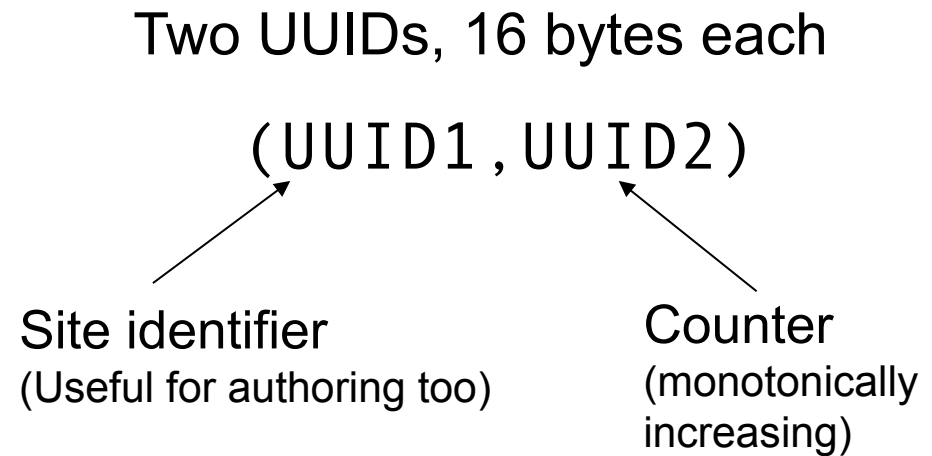 Two UUIDs, 16 bytes each
(UUID1,UUID2)
Site identifier
(Useful for authoring too)
Counter
(monotonically
increasing)